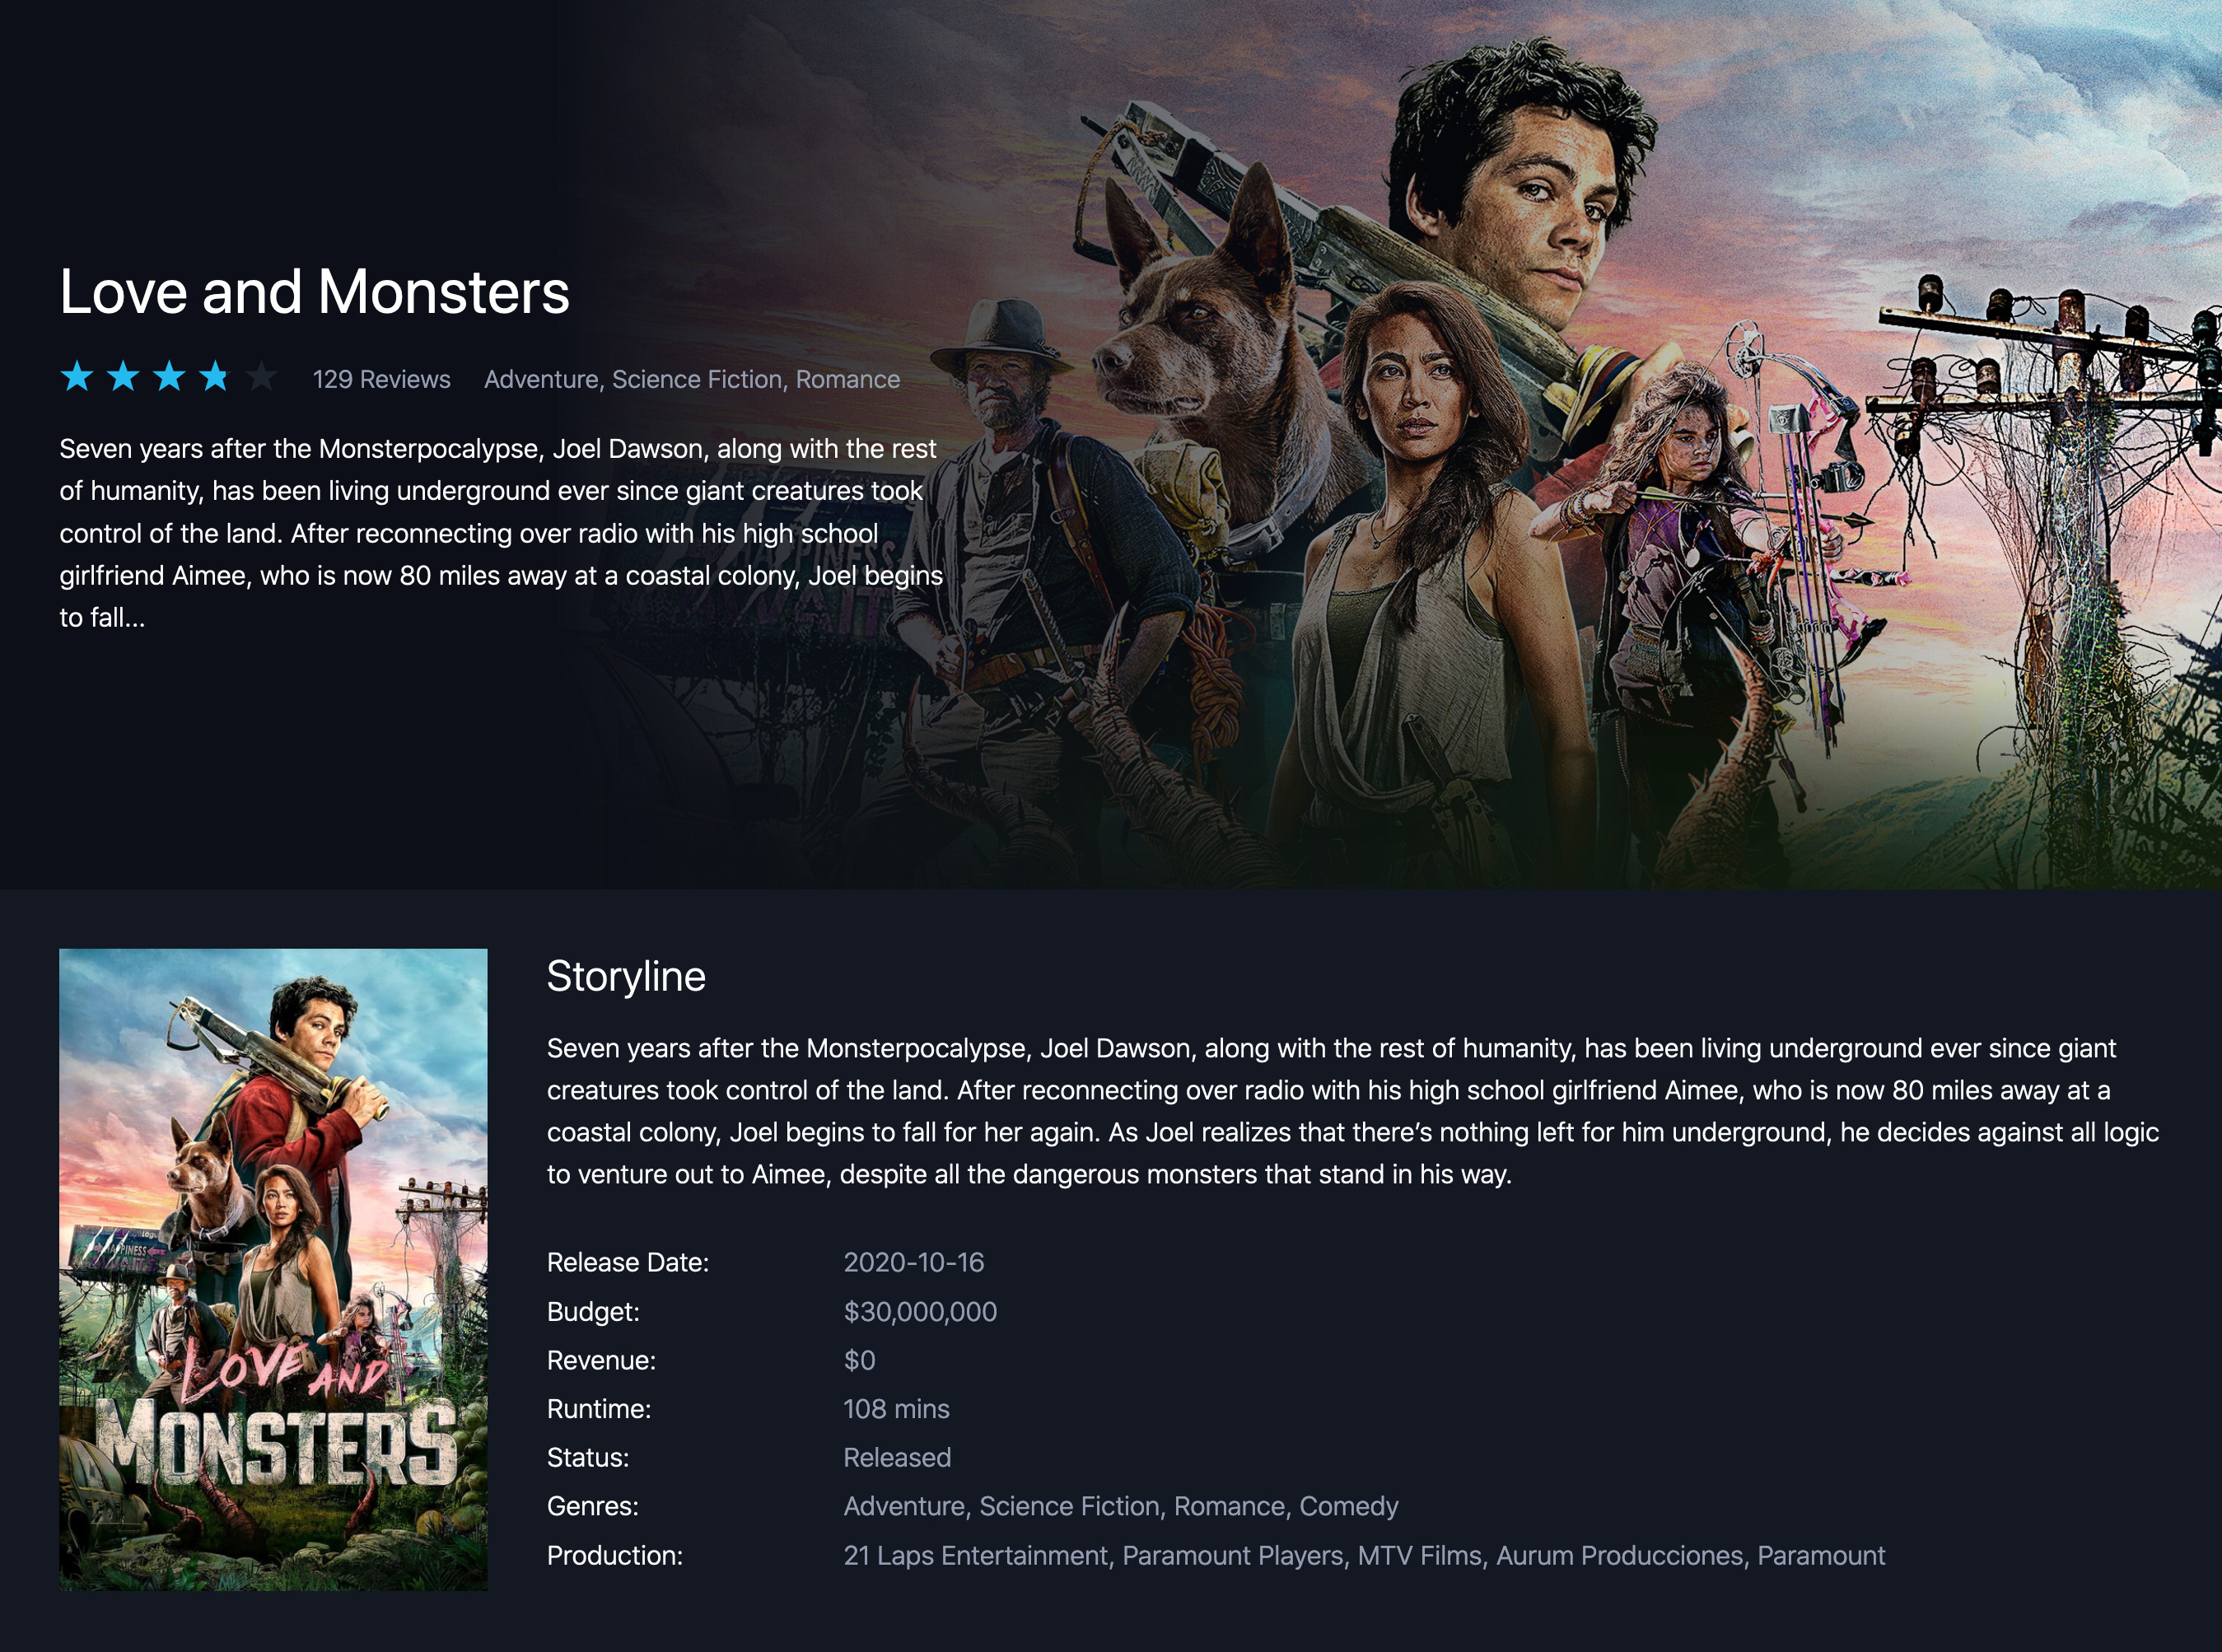 Love and Monsters
129 Reviews Adventure, Science Fiction, Romance
Seven years after the Monsterpocalypse, Joel Dawson, along with the rest
of humanity, has been living underground ever since giant creatures took
control of the land. After reconnecting over radio with his high school
girlfriend Aimee, who is now 80 miles away at a coastal colony, Joel begins
to fall...
Storyline
Seven years after the Monsterpocalypse, Joel Dawson, along with the rest of humanity, has been living underground ever since giant
creatures took control of the land. After reconnecting over radio with his high school girlfriend Aimee, who is now 80 miles away at a
coastal colony, Joel begins to fall for her again. As Joel realizes that there’s nothing left for him underground, he decides against all logic
to venture out to Aimee, despite all the dangerous monsters that stand in his way.
Release Date: 2020-10-16
Budget: $30,000,000
Revenue: $0
Runtime: 108 mins
Status: Released
Genres: Adventure, Science Fiction, Romance, Comedy
Production: 21 Laps Entertainment, Paramount Players, MTV Films, Aurum Producciones, Paramount
LOVE AND
MONSTERS